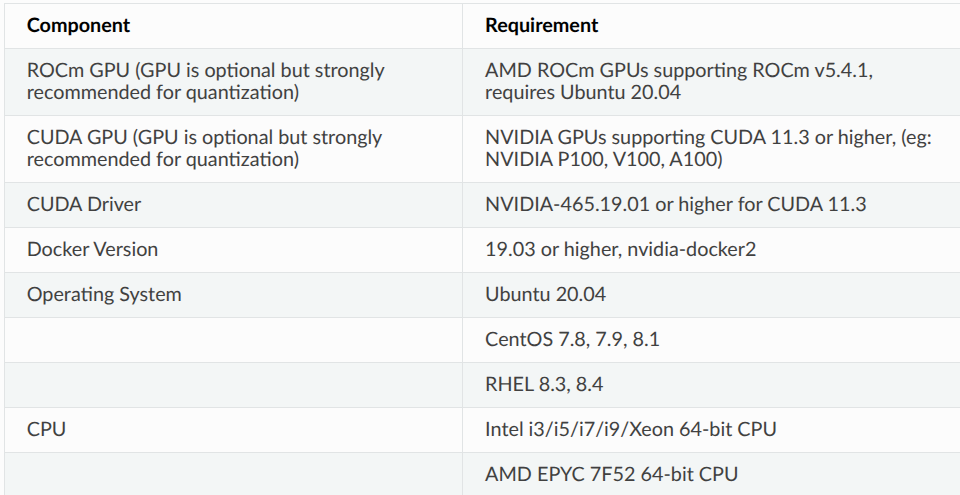 Component Requirement
ROCm GPU (GPU is optional but strongly
recommended for quantization)
AMD ROCm GPUs supporting ROCm v5.4.1,
requires Ubuntu 20.04
CUDA GPU (GPU is optional but strongly
recommended for quantization)
NVIDIA GPUs supporting CUDA 11.3 or higher, (eg:
NVIDIA P100, V100, A100)
CUDA Driver NVIDIA-465.19.01 or higher for CUDA 11.3
Docker Version 19.03 or higher, nvidia-docker2
Operating System Ubuntu 20.04
CentOS 7.8, 7.9, 8.1
RHEL 8.3, 8.4
CPU Intel i3/i5/i7/i9/Xeon 64-bit CPU
AMD EPYC 7F52 64-bit CPU